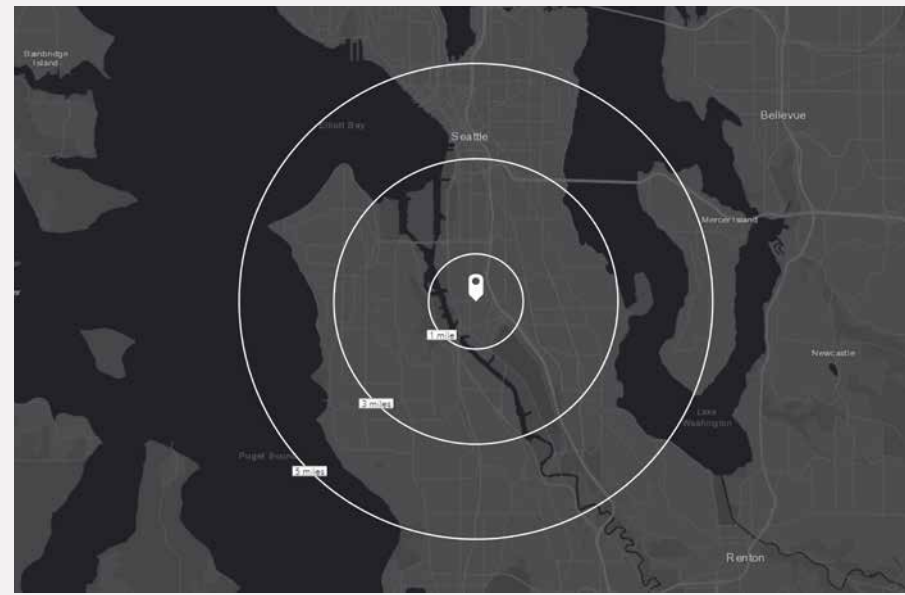 Bainbridge
Island
Elliott Bay
Seattle
Bellevue
Mercer Island
1 mile
Newcastle
3 miles
Lake
Washington
Puget Sound
5 miles
Renton